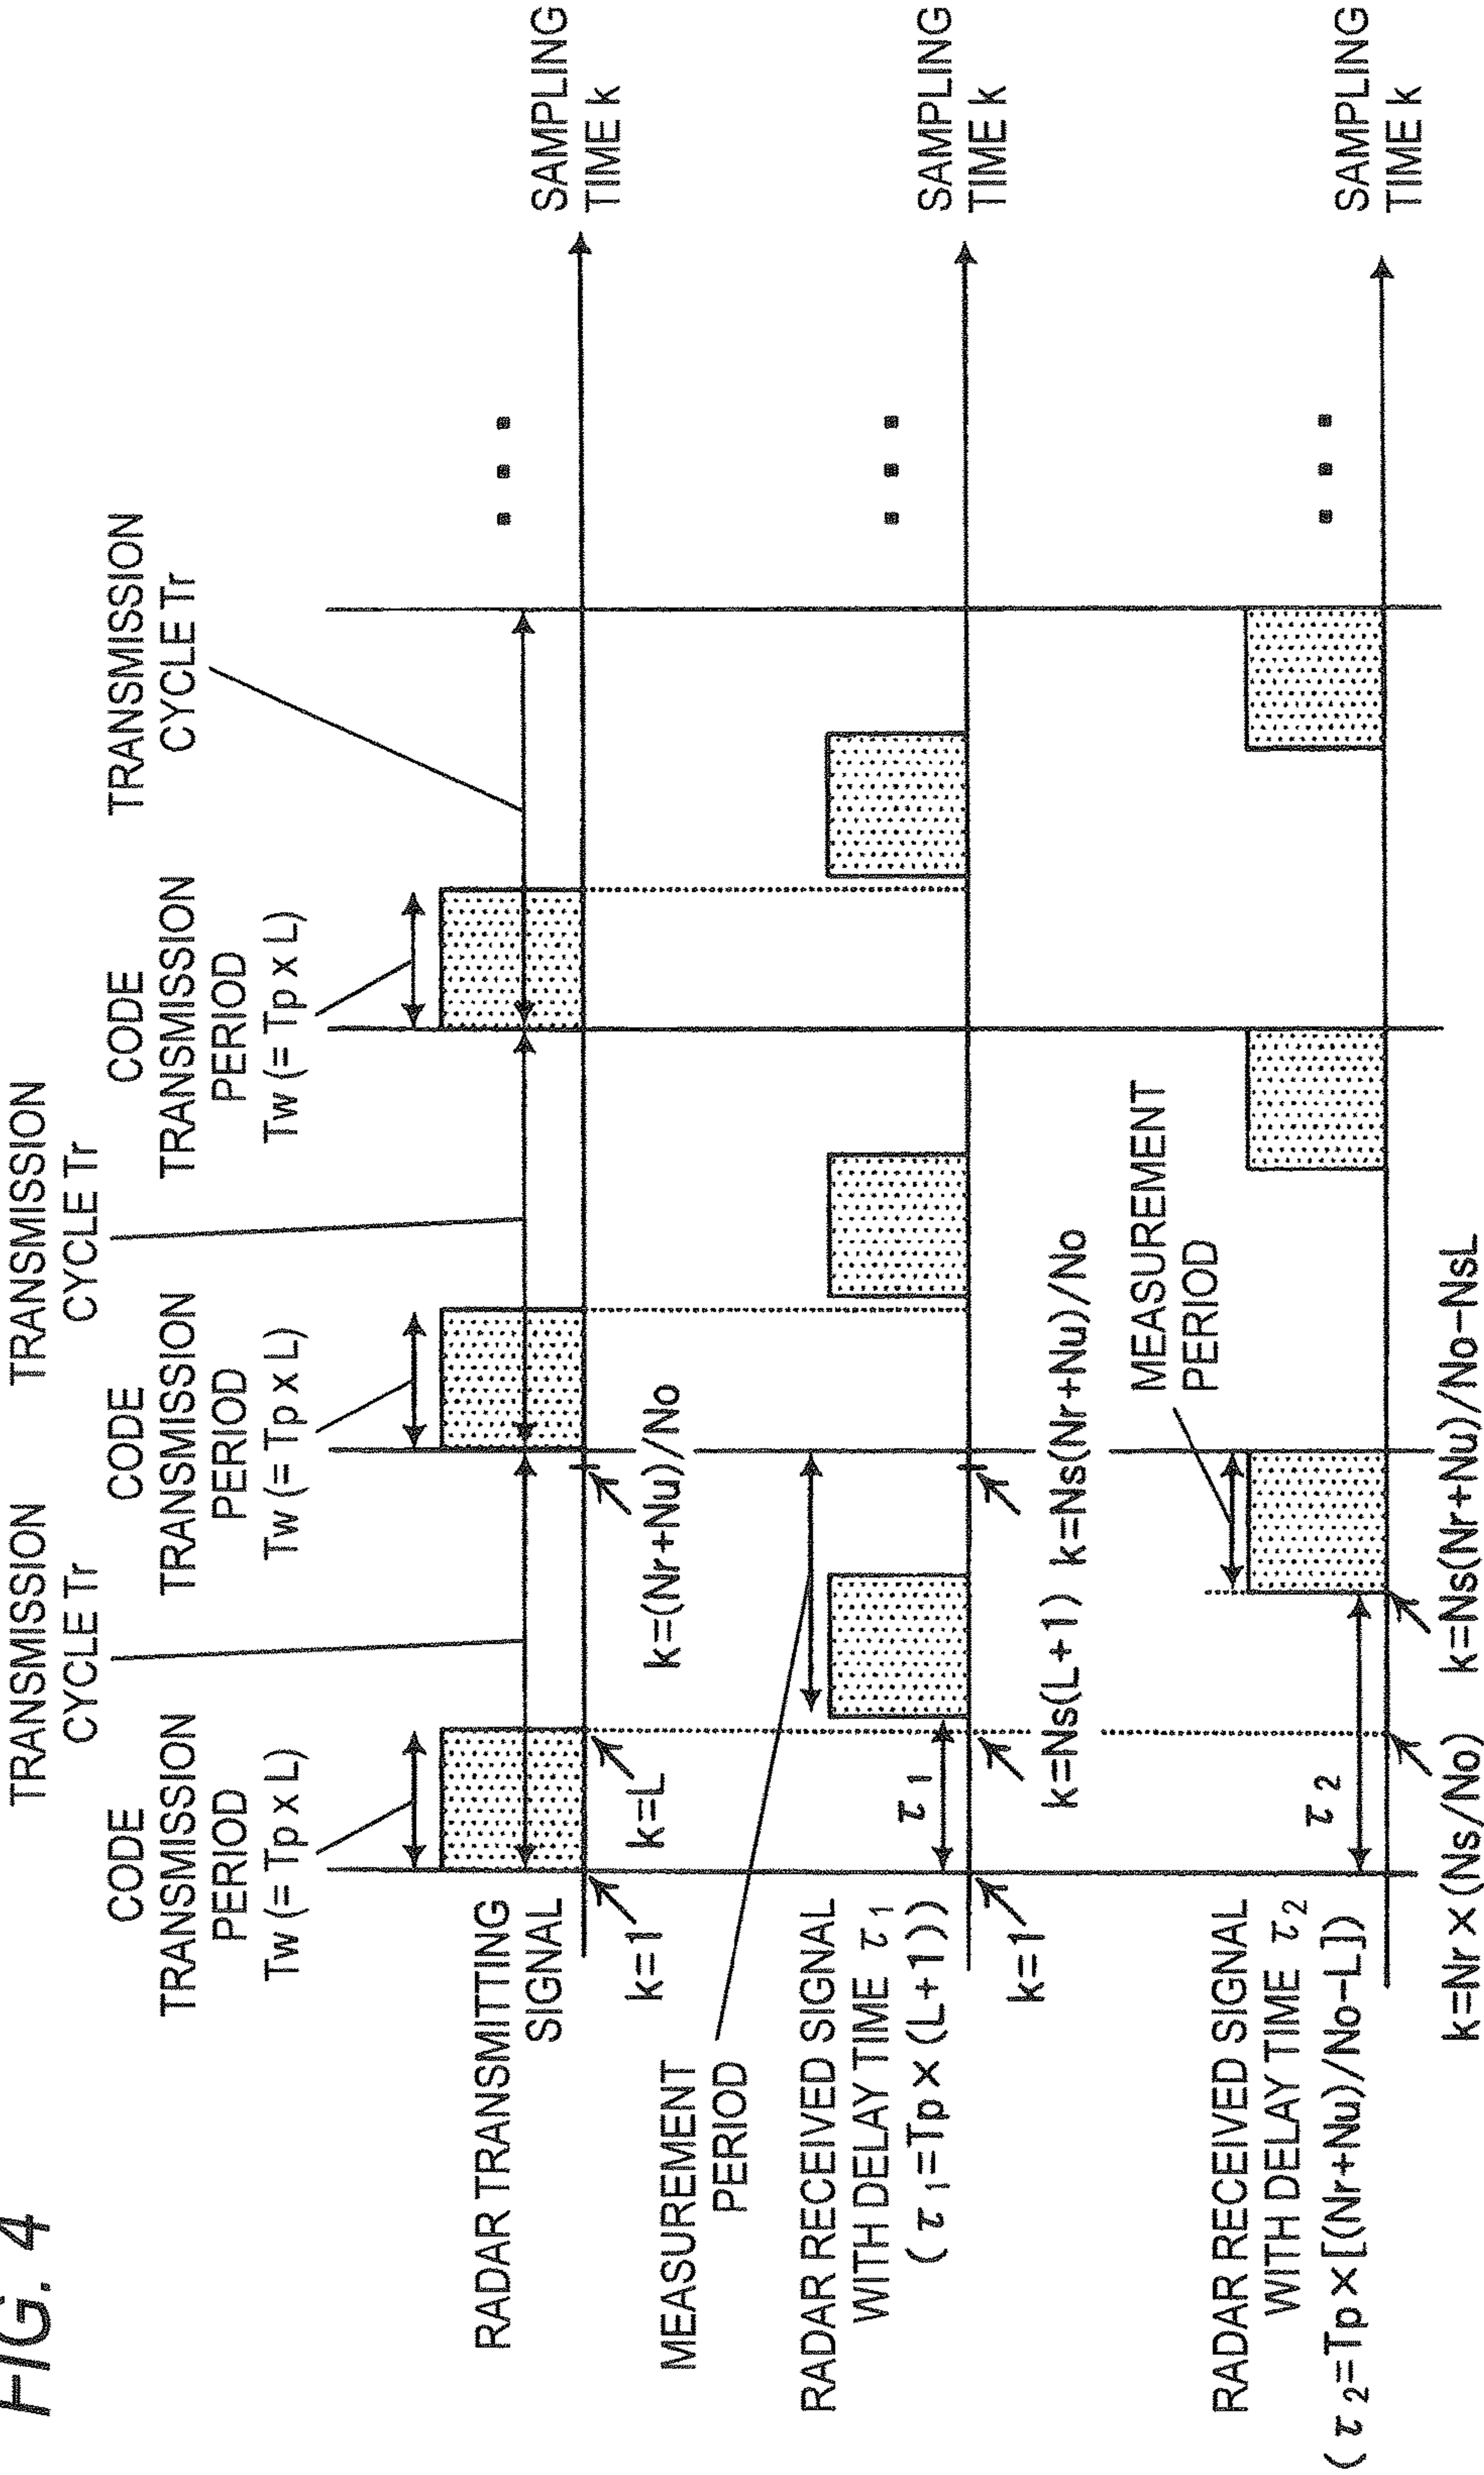 FIG. 4
TRANSMISSION
CYCLE Tr
TRANSMISSION
CYCLE Tr
TRANSMISSION
CYCLE Tr
CODE
TRANSMISSION
PERIOD
Tw (= Tp x L)
CODE
TRANSMISSION
PERIOD
Tw (= Tp x L)
CODE
TRANSMISSION
PERIOD
Tw (= Tp x L)
RADAR TRANSMITTING
SIGNAL
SAMPLING
TIME k
k=1
k=L
k=(Nr+Nu)/No
MEASUREMENT
PERIOD
RADAR RECEIVED SIGNAL
WITH DELAY TIME τ1
(τ1=Tp×(L+1))
τ1
SAMPLING
TIME k
k=1
k=Ns(L+1)
k=Ns(Nr+Nu)/No
MEASUREMENT
PERIOD
RADAR RECEIVED SIGNAL
WITH DELAY TIME τ2
(τ2=Tp×[(Nr+Nu)/No-L])
τ2
SAMPLING
TIME k
k=Nr×(Ns/No)
k=Ns(Nr+Nu)/No-NsL